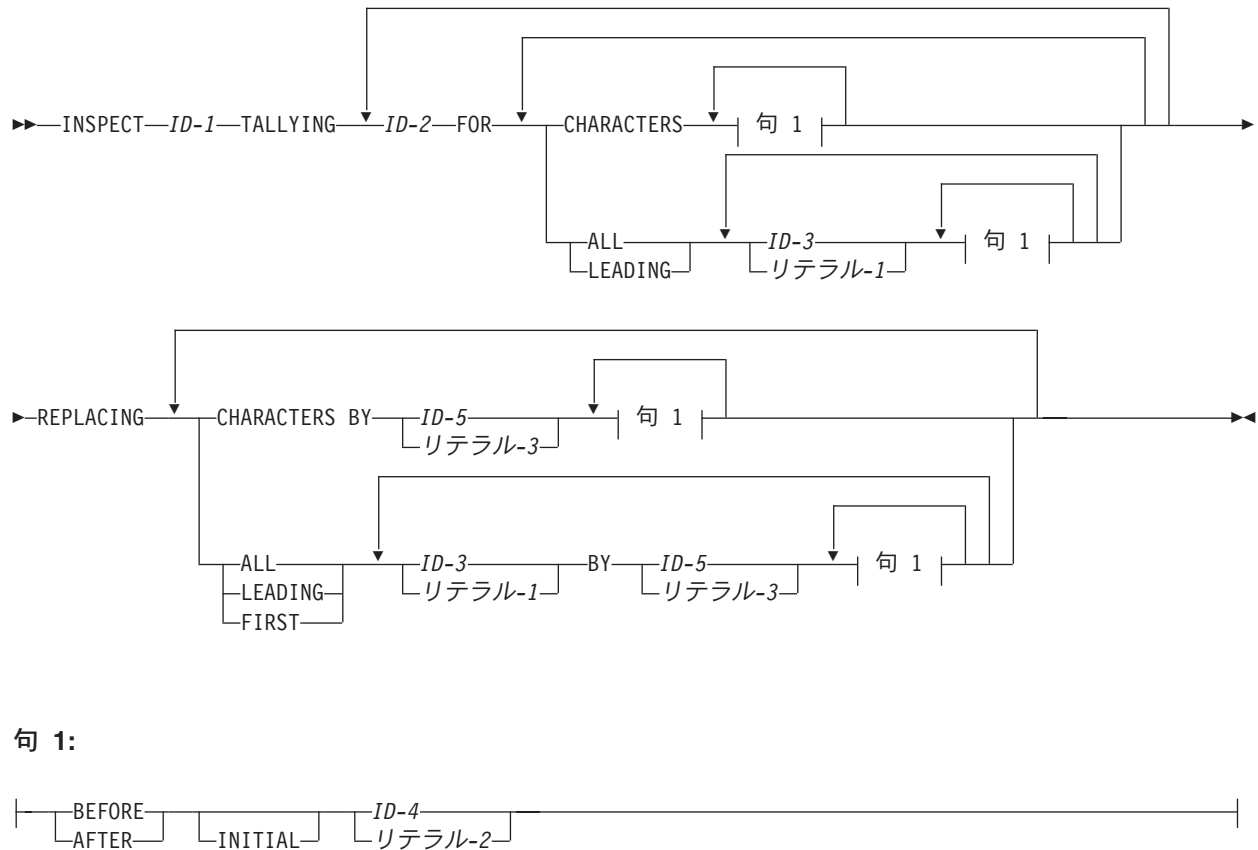 INSPECT ID-1 TALLYING ID-2 FOR CHARACTERS 句 1
ALL ID-3 句 1
LEADING リテラル-1
REPLACING CHARACTERS BY ID-5 句 1
リテラル-3
ALL ID-3 BY ID-5 句 1
LEADING リテラル-1 リテラル-3
FIRST
句 1:
BEFORE ID-4
AFTER INITIAL リテラル-2